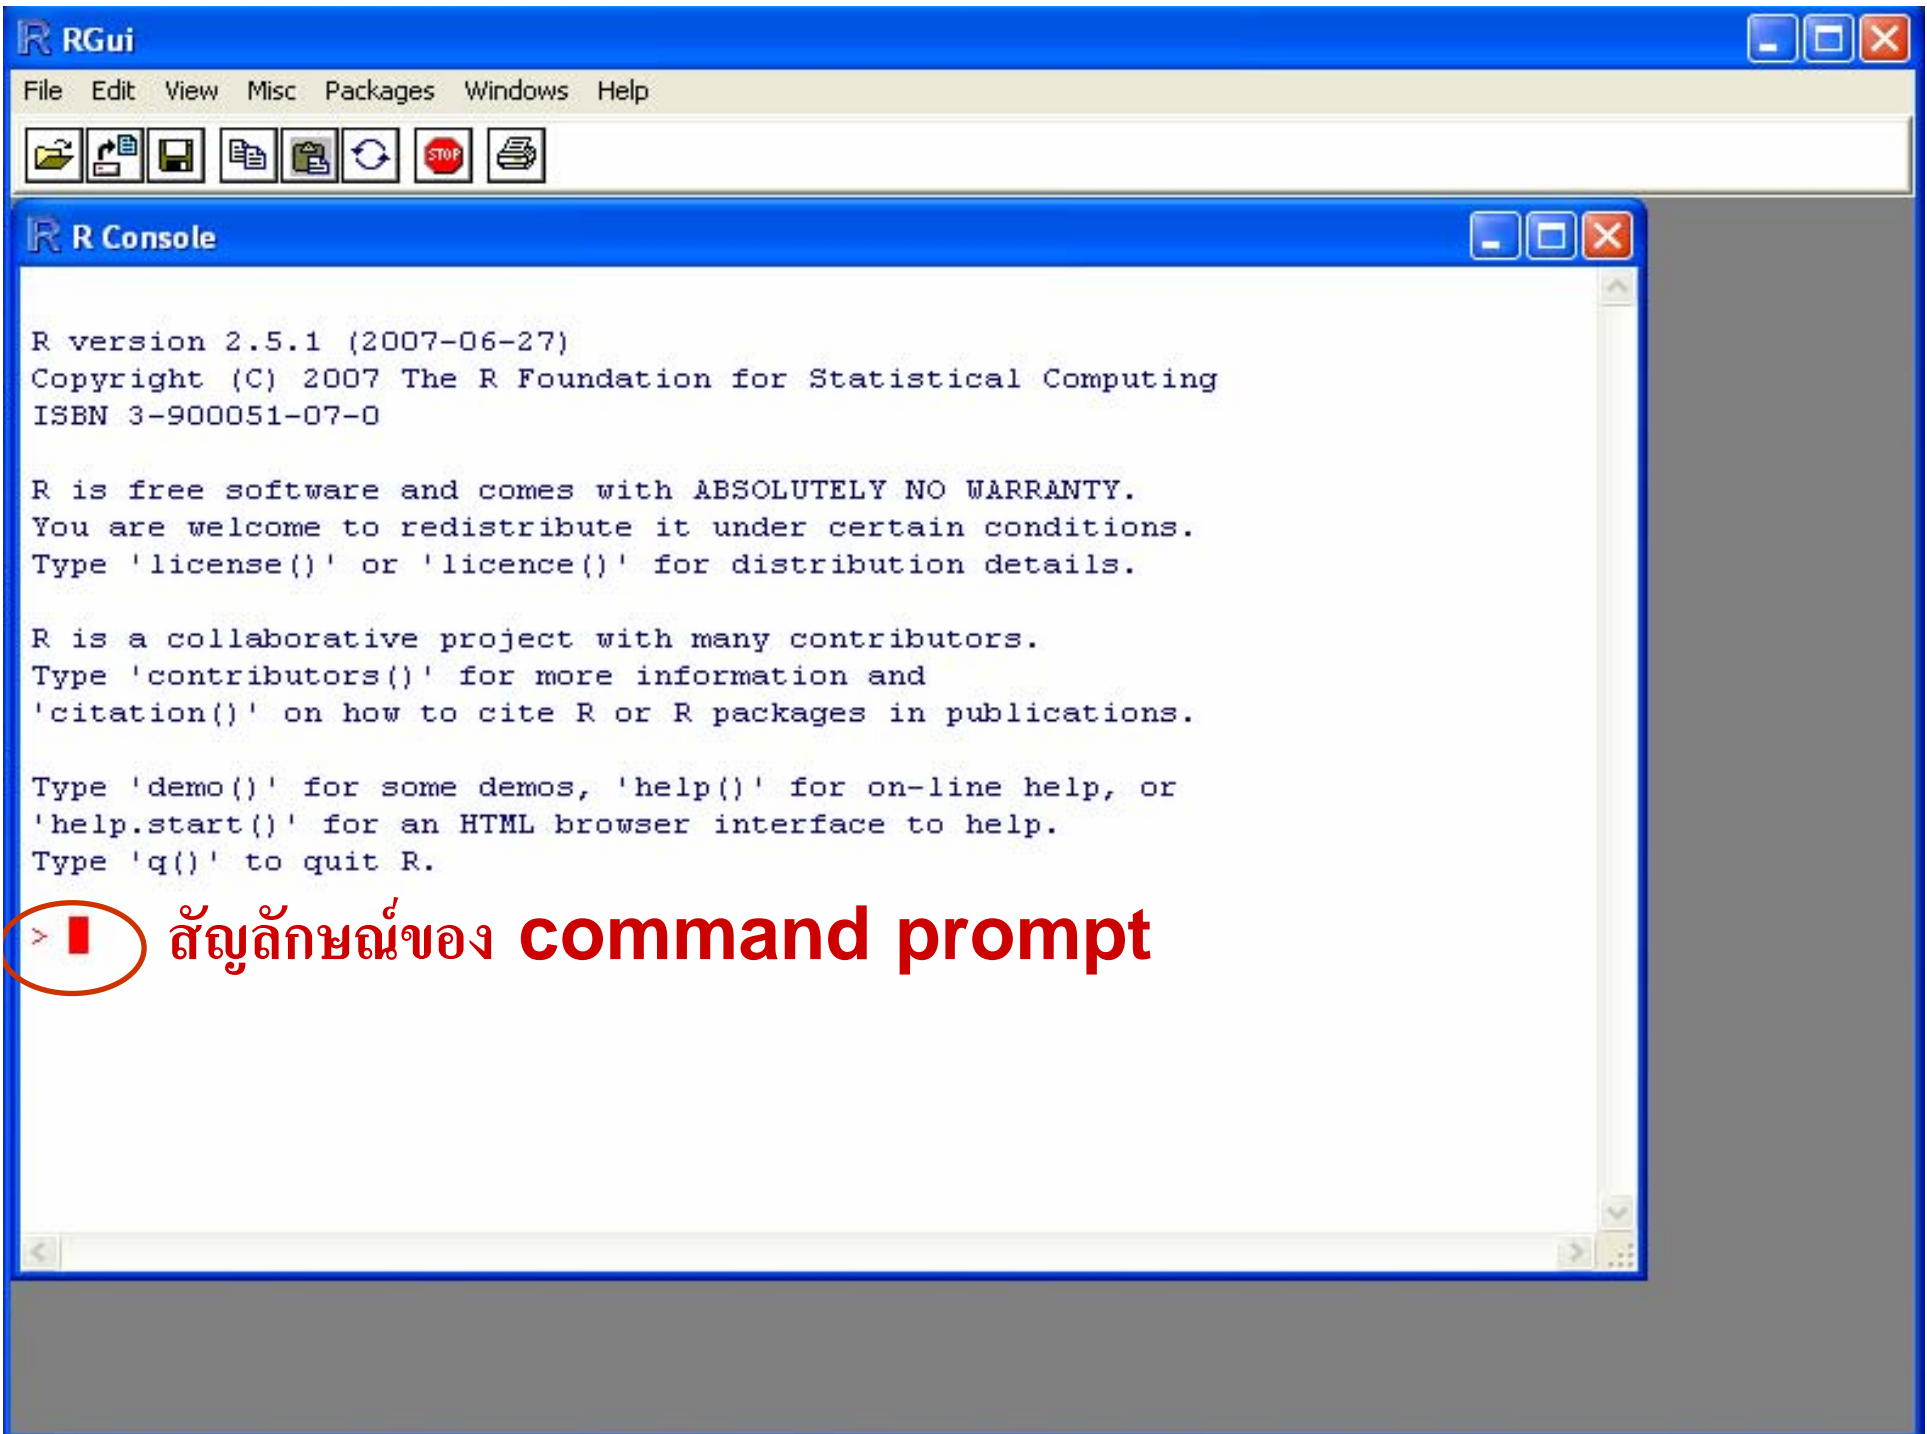 RGui
File Edit View Misc Packages Windows Help
STOP
R Console
R version 2.5.1 (2007-06-27)
Copyright (C) 2007 The R Foundation for Statistical Computing
ISBN 3-900051-07-0
R is free software and comes with ABSOLUTELY NO WARRANTY.
You are welcome to redistribute it under certain conditions.
Type 'license()' or 'licence()' for distribution details.
R is a collaborative project with many contributors.
Type 'contributors()' for more information and
'citation()' on how to cite R or R packages in publications.
Type 'demo()' for some demos, 'help()' for on-line help, or
'help.start()' for an HTML browser interface to help.
Type 'q()' to quit R.
> สัญลักษณ์ของ command prompt